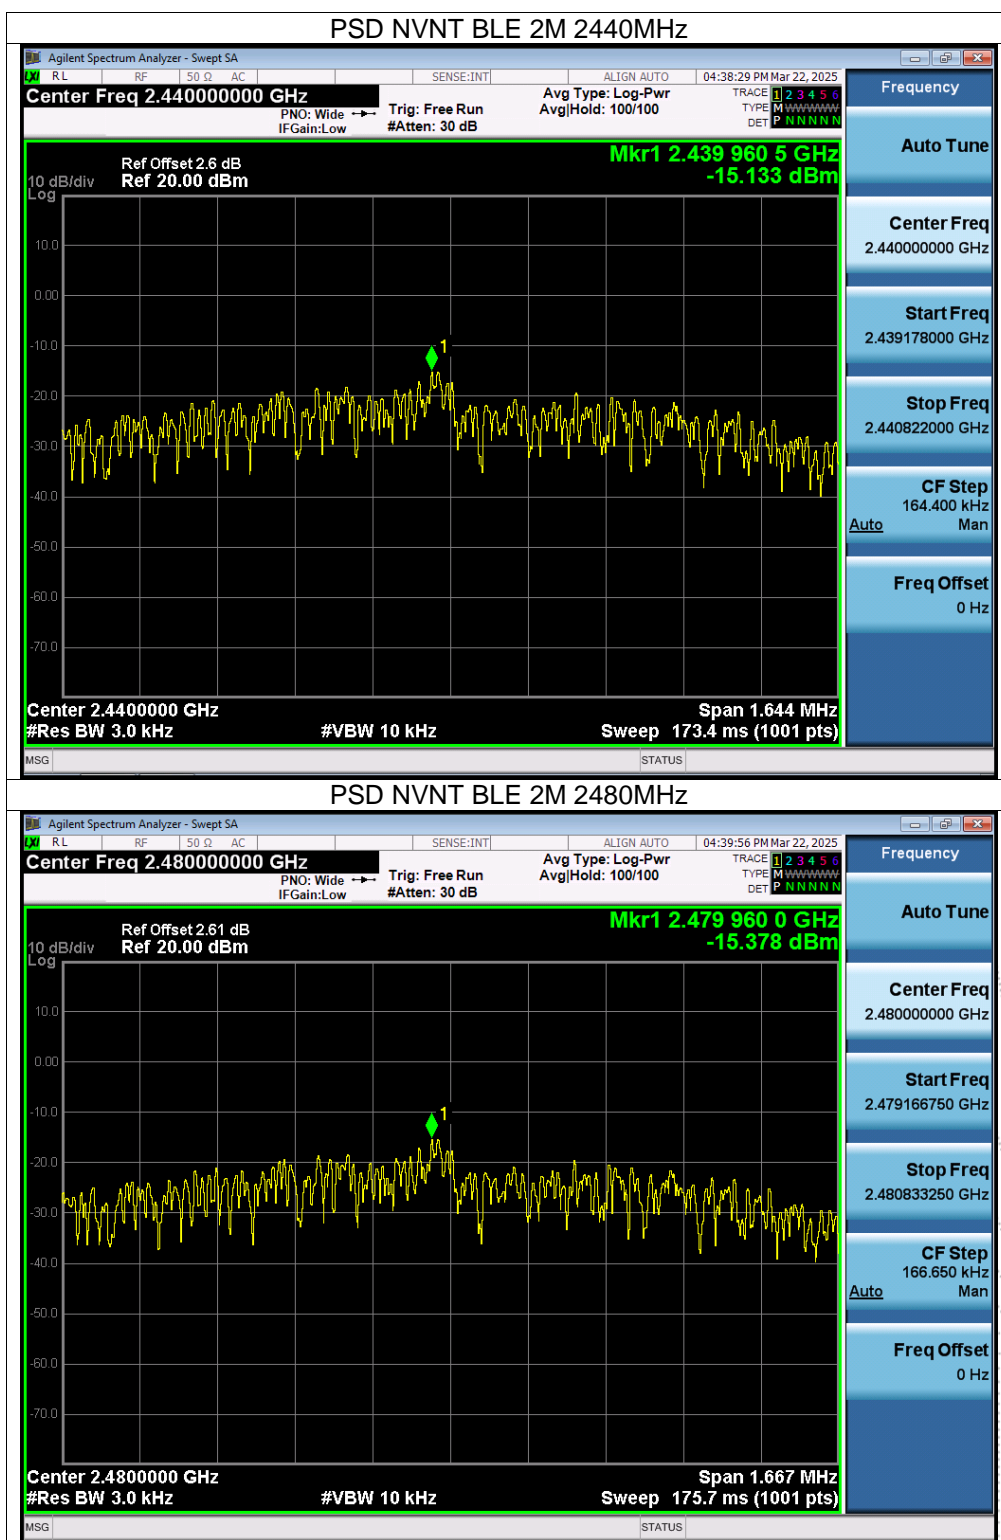 PSD NVNT BLE 2M 2440MHz
Agilent Spectrum Analyzer - Swept SA
LXI RL RF 50 Ω AC SENSE:INT ALIGN AUTO 04:38:29 PM Mar 22, 2025
Center Freq 2.440000000 GHz
PNO: Wide
IFGain:Low
Trig: Free Run
#Atten: 30 dB
Avg Type: Log-Pwr
Avg|Hold: 100/100
TRACE 1 2 3 4 5 6
TYPE M WWWWW
DET P N N N N N
Frequency
Auto Tune
Center Freq
2.440000000 GHz
Start Freq
2.439178000 GHz
Stop Freq
2.440822000 GHz
CF Step
164.400 kHz
Auto Man
Freq Offset
0 Hz
Mkr1 2.439 960 5 GHz
-15.133 dBm
Ref Offset 2.6 dB
10 dB/div Ref 20.00 dBm
Log
10.0
0.00
-10.0
1
-20.0
-30.0
-40.0
-50.0
-60.0
-70.0
Center 2.4400000 GHz Span 1.644 MHz
#Res BW 3.0 kHz #VBW 10 kHz Sweep 173.4 ms (1001 pts)
MSG STATUS
PSD NVNT BLE 2M 2480MHz
Agilent Spectrum Analyzer - Swept SA
LXI RL RF 50 Ω AC SENSE:INT ALIGN AUTO 04:39:56 PM Mar 22, 2025
Center Freq 2.480000000 GHz
PNO: Wide
IFGain:Low
Trig: Free Run
#Atten: 30 dB
Avg Type: Log-Pwr
Avg|Hold: 100/100
TRACE 1 2 3 4 5 6
TYPE M WWWWW
DET P N N N N N
Frequency
Auto Tune
Center Freq
2.480000000 GHz
Start Freq
2.479166750 GHz
Stop Freq
2.480833250 GHz
CF Step
166.650 kHz
Auto Man
Freq Offset
0 Hz
Mkr1 2.479 960 0 GHz
-15.378 dBm
Ref Offset 2.61 dB
10 dB/div Ref 20.00 dBm
Log
10.0
0.00
-10.0
1
-20.0
-30.0
-40.0
-50.0
-60.0
-70.0
Center 2.4800000 GHz Span 1.667 MHz
#Res BW 3.0 kHz #VBW 10 kHz Sweep 175.7 ms (1001 pts)
MSG STATUS